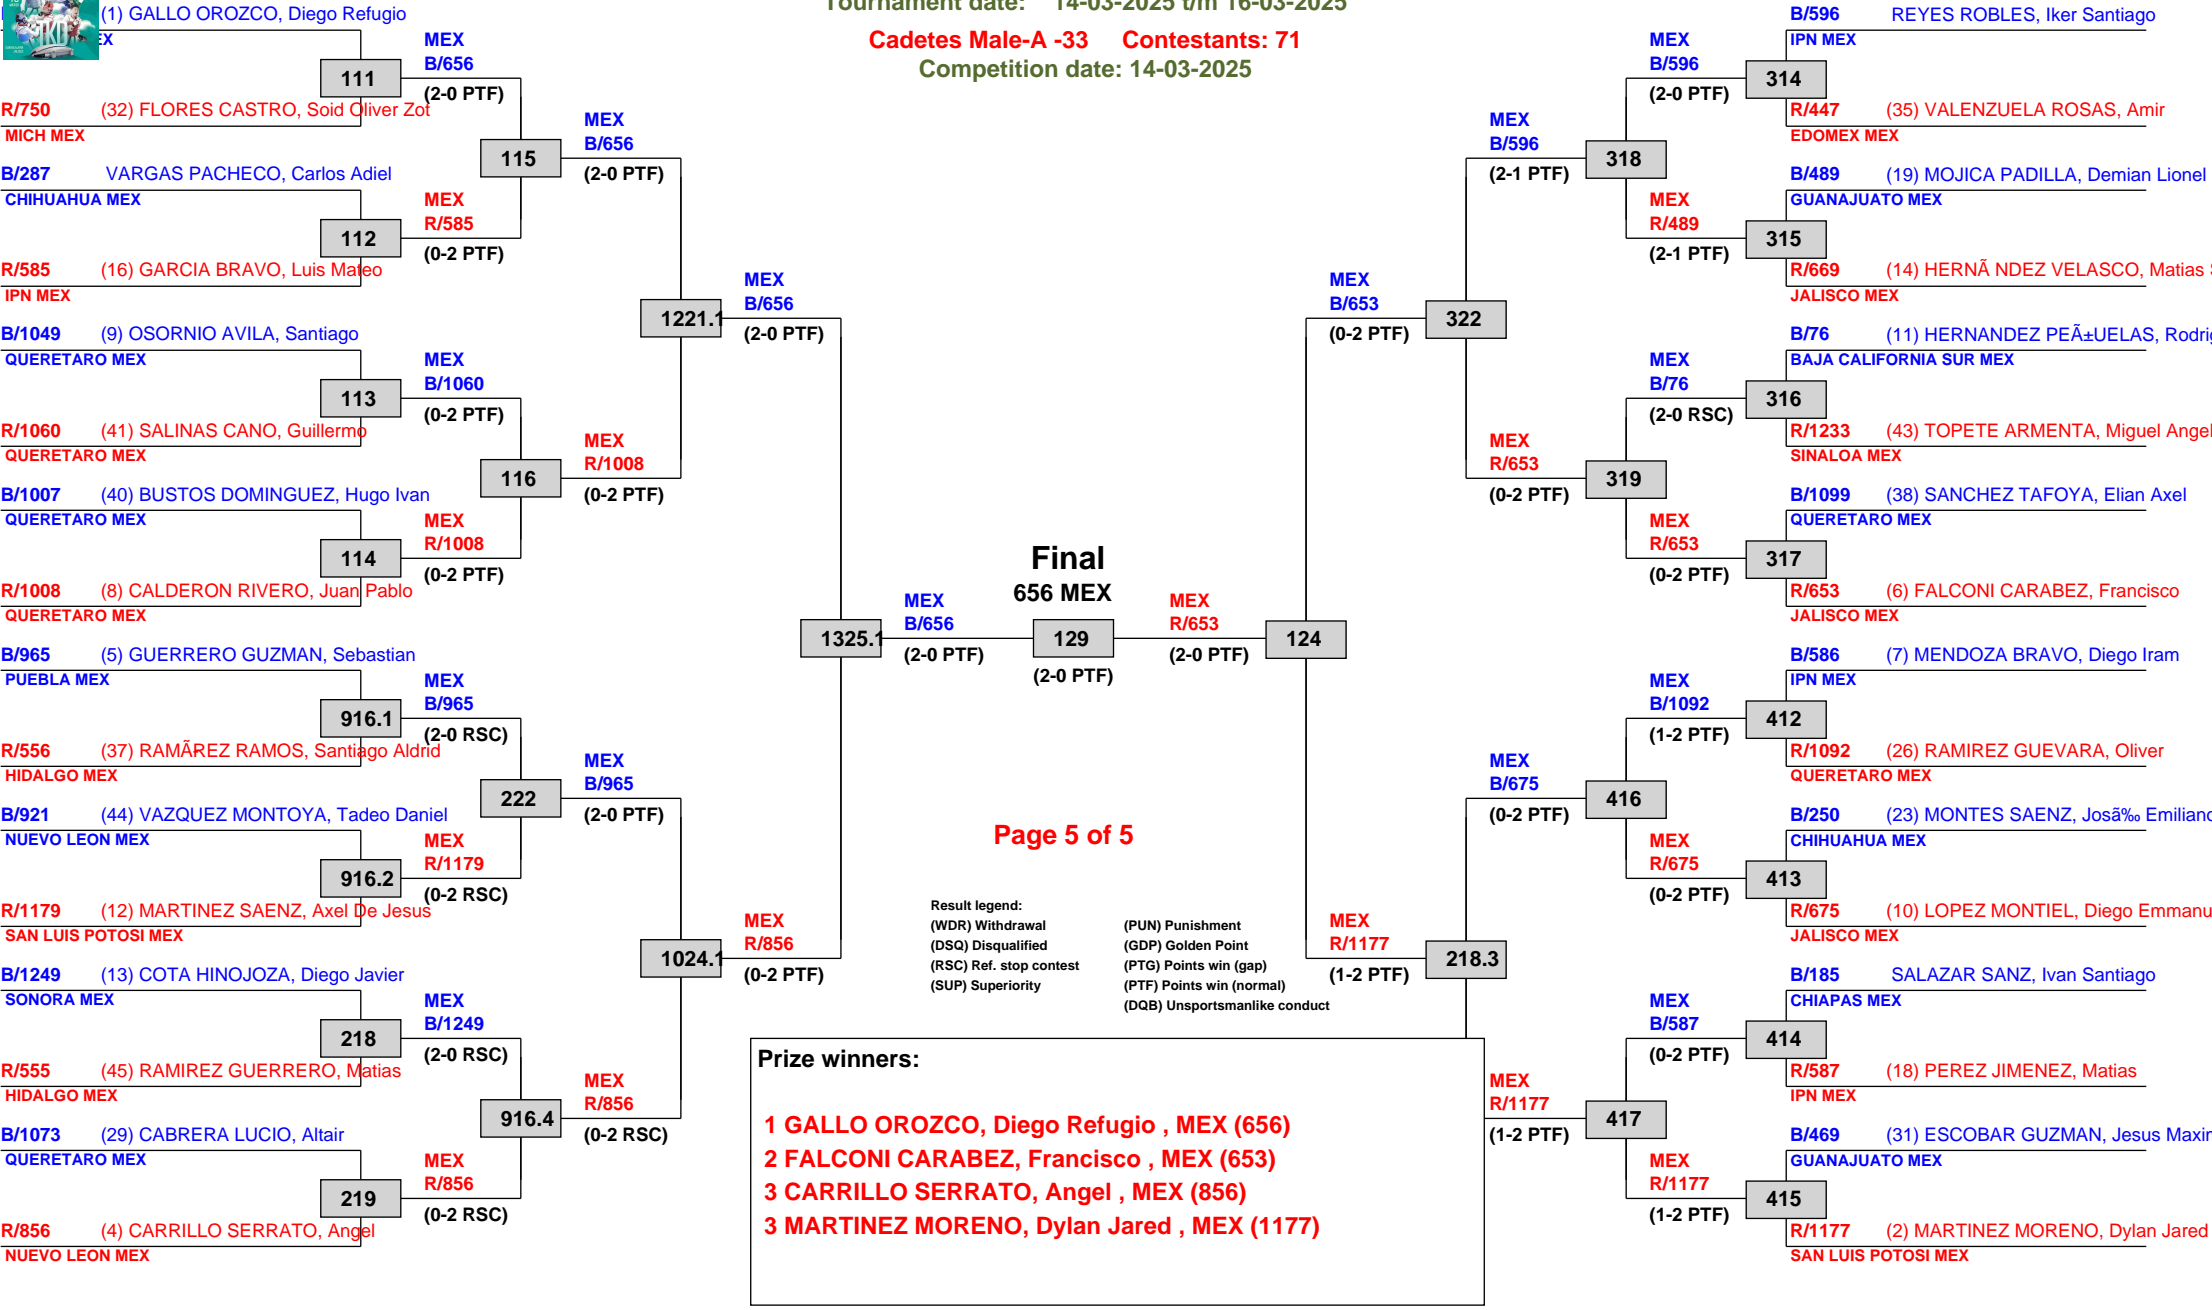 Tournament date: 14-03-2025 t/m 16-03-2025
Cadetes Male-A -33 Contestants: 71
Competition date: 14-03-2025
(1) GALLO OROZCO, Diego Refugio
MEX
B/656
111
(2-0 PTF)
R/750 (32) FLORES CASTRO, Soid Oliver Zot
MICH MEX
MEX
B/656
115
(2-0 PTF)
B/287 VARGAS PACHECO, Carlos Adiel
CHIHUAHUA MEX
MEX
R/585
112
(0-2 PTF)
R/585 (16) GARCIA BRAVO, Luis Mateo
IPN MEX
MEX
B/656
1221.1
(2-0 PTF)
B/1049 (9) OSORNIO AVILA, Santiago
QUERETARO MEX
MEX
B/1060
113
(0-2 PTF)
R/1060 (41) SALINAS CANO, Guillermo
QUERETARO MEX
MEX
R/1008
116
(0-2 PTF)
B/1007 (40) BUSTOS DOMINGUEZ, Hugo Ivan
QUERETARO MEX
MEX
R/1008
114
(0-2 PTF)
R/1008 (8) CALDERON RIVERO, Juan Pablo
QUERETARO MEX
MEX
B/656
1325.1
(2-0 PTF)
B/965 (5) GUERRERO GUZMAN, Sebastian
PUEBLA MEX
MEX
B/965
916.1
(2-0 RSC)
R/556 (37) RAMÃREZ RAMOS, Santiago Aldrid
HIDALGO MEX
MEX
B/965
222
(2-0 PTF)
B/921 (44) VAZQUEZ MONTOYA, Tadeo Daniel
NUEVO LEON MEX
MEX
R/1179
916.2
(0-2 RSC)
R/1179 (12) MARTINEZ SAENZ, Axel De Jesus
SAN LUIS POTOSI MEX
MEX
R/856
1024.1
(0-2 PTF)
B/1249 (13) COTA HINOJOZA, Diego Javier
SONORA MEX
MEX
B/1249
218
(2-0 RSC)
R/555 (45) RAMIREZ GUERRERO, Matias
HIDALGO MEX
MEX
R/856
916.4
(0-2 RSC)
B/1073 (29) CABRERA LUCIO, Altair
QUERETARO MEX
MEX
R/856
219
(0-2 RSC)
R/856 (4) CARRILLO SERRATO, Angel
NUEVO LEON MEX
Final
656 MEX
129
(2-0 PTF)
MEX
R/653
124
(2-0 PTF)
Page 5 of 5
Result legend:
(WDR) Withdrawal (PUN) Punishment
(DSQ) Disqualified (GDP) Golden Point
(RSC) Ref. stop contest (PTG) Points win (gap)
(SUP) Superiority (PTF) Points win (normal)
(DQB) Unsportsmanlike conduct
Prize winners:
1 GALLO OROZCO, Diego Refugio , MEX (656)
2 FALCONI CARABEZ, Francisco , MEX (653)
3 CARRILLO SERRATO, Angel , MEX (856)
3 MARTINEZ MORENO, Dylan Jared , MEX (1177)
B/596 REYES ROBLES, Iker Santiago
IPN MEX
MEX
B/596
314
(2-0 PTF)
R/447 (35) VALENZUELA ROSAS, Amir
EDOMEX MEX
MEX
B/596
318
(2-1 PTF)
B/489 (19) MOJICA PADILLA, Demian Lionel
GUANAJUATO MEX
MEX
R/489
315
(2-1 PTF)
R/669 (14) HERNÃ NDEZ VELASCO, Matias
JALISCO MEX
MEX
B/653
322
(0-2 PTF)
B/76 (11) HERNANDEZ PEÃ±UELAS, Rodri
BAJA CALIFORNIA SUR MEX
MEX
B/76
316
(2-0 RSC)
R/1233 (43) TOPETE ARMENTA, Miguel Angel
SINALOA MEX
MEX
R/653
319
(0-2 PTF)
B/1099 (38) SANCHEZ TAFOYA, Elian Axel
QUERETARO MEX
MEX
R/653
317
(0-2 PTF)
R/653 (6) FALCONI CARABEZ, Francisco
JALISCO MEX
B/586 (7) MENDOZA BRAVO, Diego Iram
IPN MEX
MEX
B/1092
412
(1-2 PTF)
R/1092 (26) RAMIREZ GUEVARA, Oliver
QUERETARO MEX
MEX
B/675
416
(0-2 PTF)
B/250 (23) MONTES SAENZ, Josã‰ Emiliano
CHIHUAHUA MEX
MEX
R/675
413
(0-2 PTF)
R/675 (10) LOPEZ MONTIEL, Diego Emmanu
JALISCO MEX
MEX
R/1177
218.3
(1-2 PTF)
B/185 SALAZAR SANZ, Ivan Santiago
CHIAPAS MEX
MEX
B/587
414
(0-2 PTF)
R/587 (18) PEREZ JIMENEZ, Matias
IPN MEX
MEX
R/1177
417
(1-2 PTF)
B/469 (31) ESCOBAR GUZMAN, Jesus Maxim
GUANAJUATO MEX
MEX
R/1177
415
(1-2 PTF)
R/1177 (2) MARTINEZ MORENO, Dylan Jared
SAN LUIS POTOSI MEX